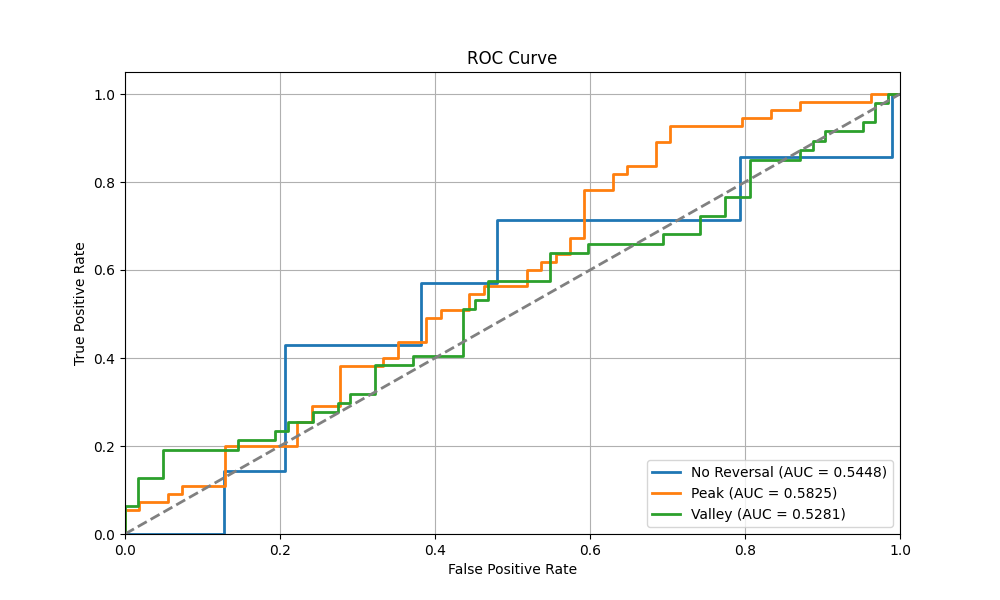 ROC Curve
True Positive Rate
1.0
0.8
0.6
0.4
0.2
0.0
No Reversal (AUC = 0.5448)
Peak (AUC = 0.5825)
Valley (AUC = 0.5281)
0.0 0.2 0.4 0.6 0.8 1.0
False Positive Rate